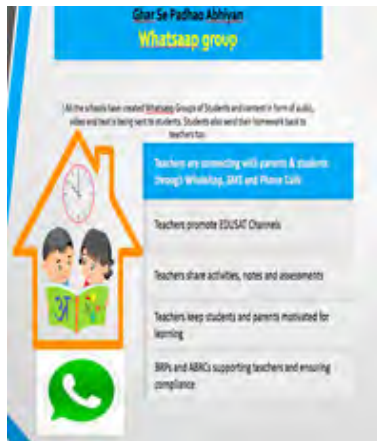 Ghar Se Padhao Abhiyan
Whatsaap group
All the schools have created Whatsapp Groups of Students and content in form of audio,
video and text is being sent to students. Students also send their homework back to
teachers too.
Teachers are connecting with parents & students
through WhatsApp, SMS and Phone Calls
Teachers promote EDUSAT Channels
Teachers share activities, notes and assessments
Teachers keep students and parents motivated for
learning
BRPs and ABRCs supporting teachers and ensuring
compliance
अ